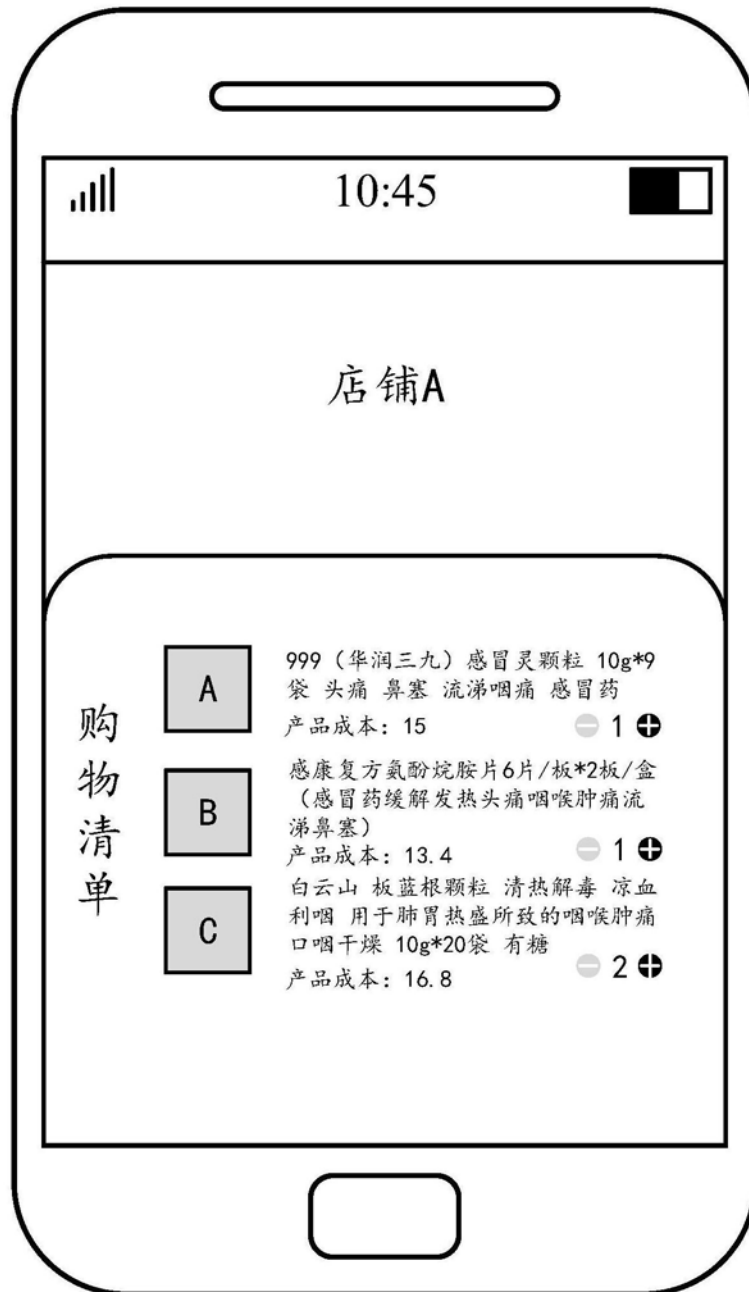 10:45
店铺A
购物清单
A
999（华润三九）感冒灵颗粒 10g*9
袋 头痛 鼻塞 流涕咽痛 感冒药
产品成本：15
1
B
感康复方氨酚烷胺片6片/板*2板/盒
（感冒药缓解发热头痛咽喉肿痛流
涕鼻塞）
产品成本：13.4
1
C
白云山 板蓝根颗粒 清热解毒 凉血
利咽 用于肺胃热盛所致的咽喉肿痛
口咽干燥 10g*20袋 有糖
产品成本：16.8
2